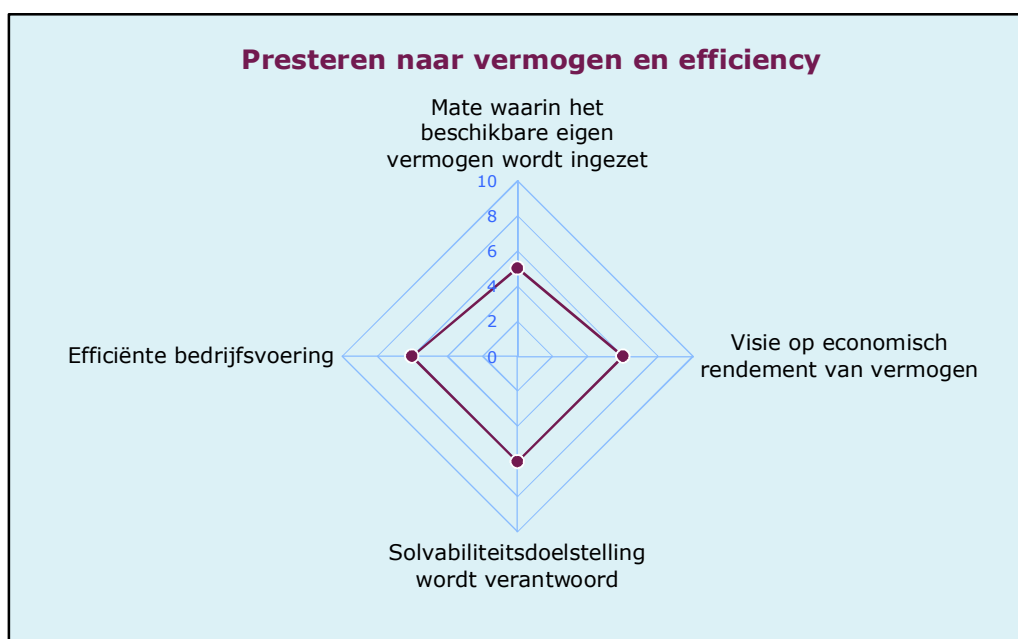 Presteren naar vermogen en efficiency
Mate waarin het
beschikbare eigen
vermogen wordt ingezet
10
8
6
4
2
0
Efficiënte bedrijfsvoering
Visie op economisch
rendement van vermogen
Solvabiliteitsdoelstelling
wordt verantwoord